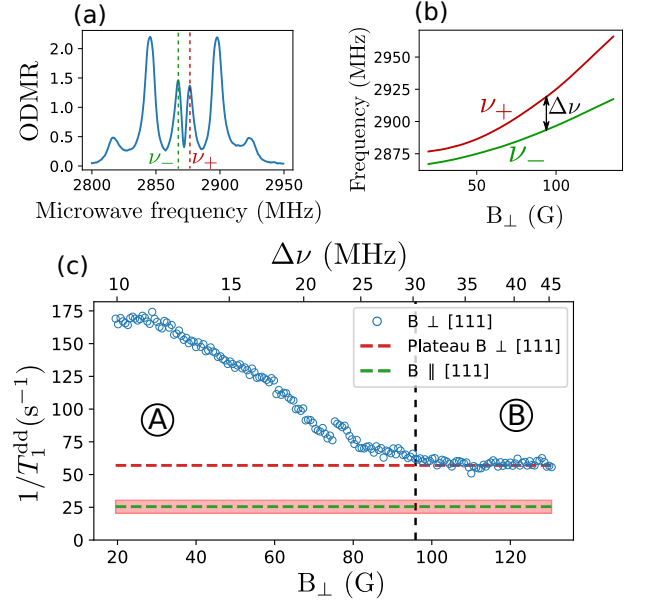 (a)
ODMR
2.0
1.5
1.0
0.5
0.0
ν₋
ν₊
2800
2850
2900
2950
Microwave frequency (MHz)
(b)
Frequency (MHz)
2950
2925
2900
2875
ν₊
Δν
ν₋
50
100
B⊥ (G)
(c)
Δν (MHz)
10
15
20
25
30
35
40
45
1/T₁ᵈᵈ (s⁻¹)
175
150
125
100
75
50
25
0
B ⊥ [111]
Plateau B ⊥ [111]
B ∥ [111]
A
B
20
40
60
80
100
120
B⊥ (G)